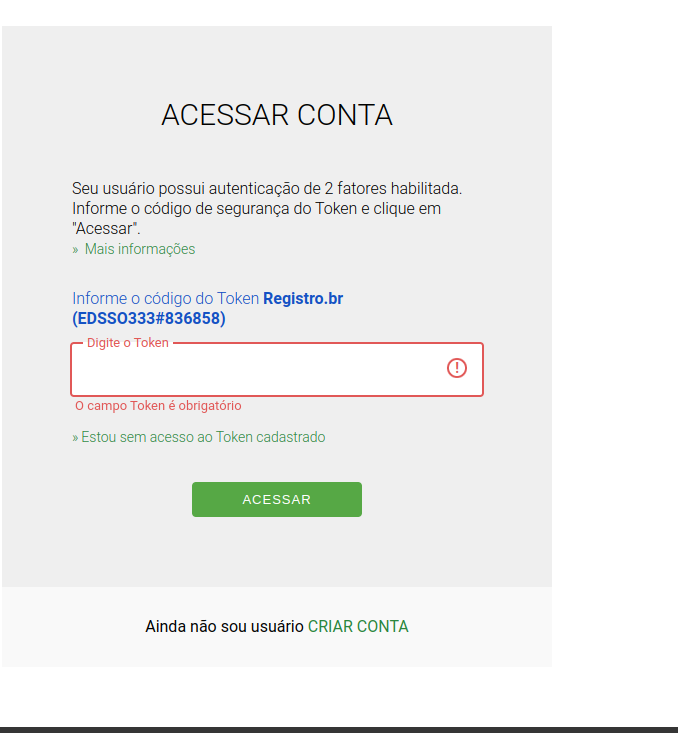 ACESSAR CONTA
Seu usuário possui autenticação de 2 fatores habilitada.
Informe o código de segurança do Token e clique em
"Acessar".
» Mais informações
Informe o código do Token Registro.br
(EDSSO333#836858)
Digite o Token
O campo Token é obrigatório
» Estou sem acesso ao Token cadastrado
ACESSAR
Ainda não sou usuário CRIAR CONTA